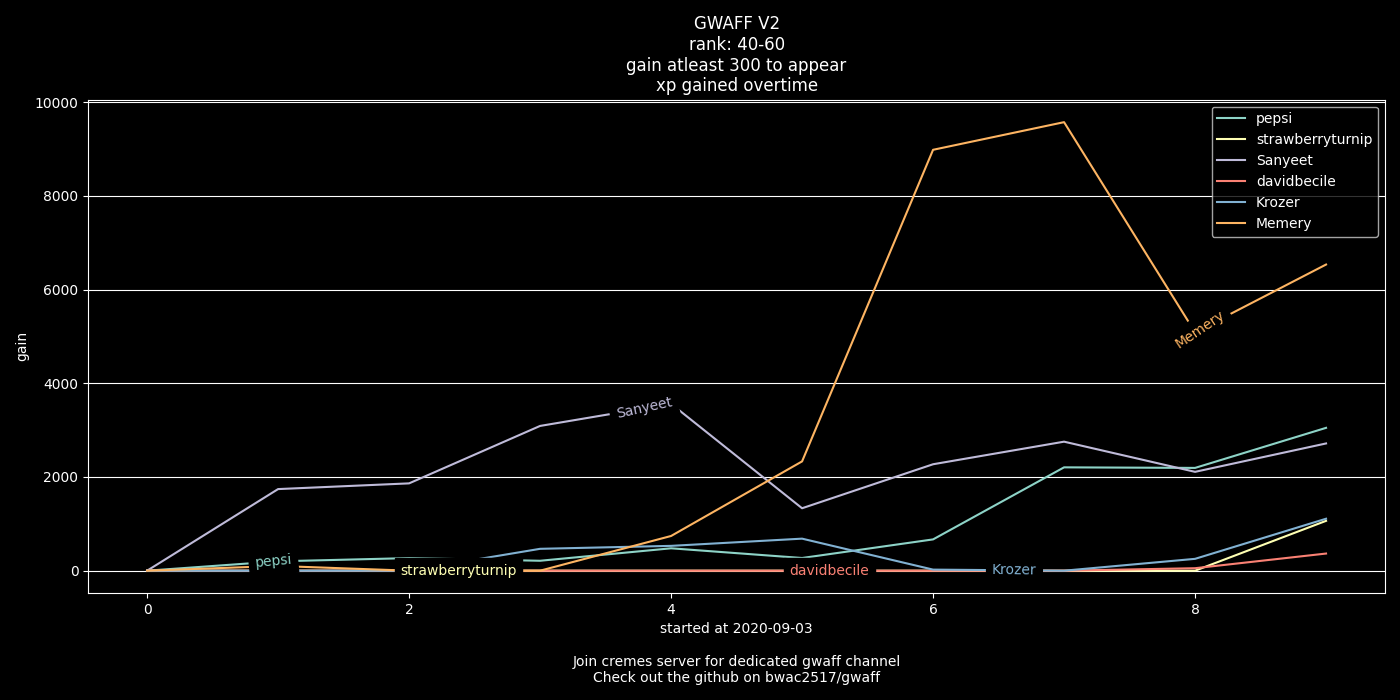 GWAFF V2
rank: 40-60
gain atleast 300 to appear
xp gained overtime
10000
8000
6000
4000
2000
0
gain
pepsi
strawberryturnip
Sanyeet
davidbecile
Krozer
Memery
Sanyeet
Memery
pepsi
strawberryturnip
davidbecile
Krozer
0
2
4
6
8
started at 2020-09-03
Join cremes server for dedicated gwaff channel
Check out the github on bwac2517/gwaff